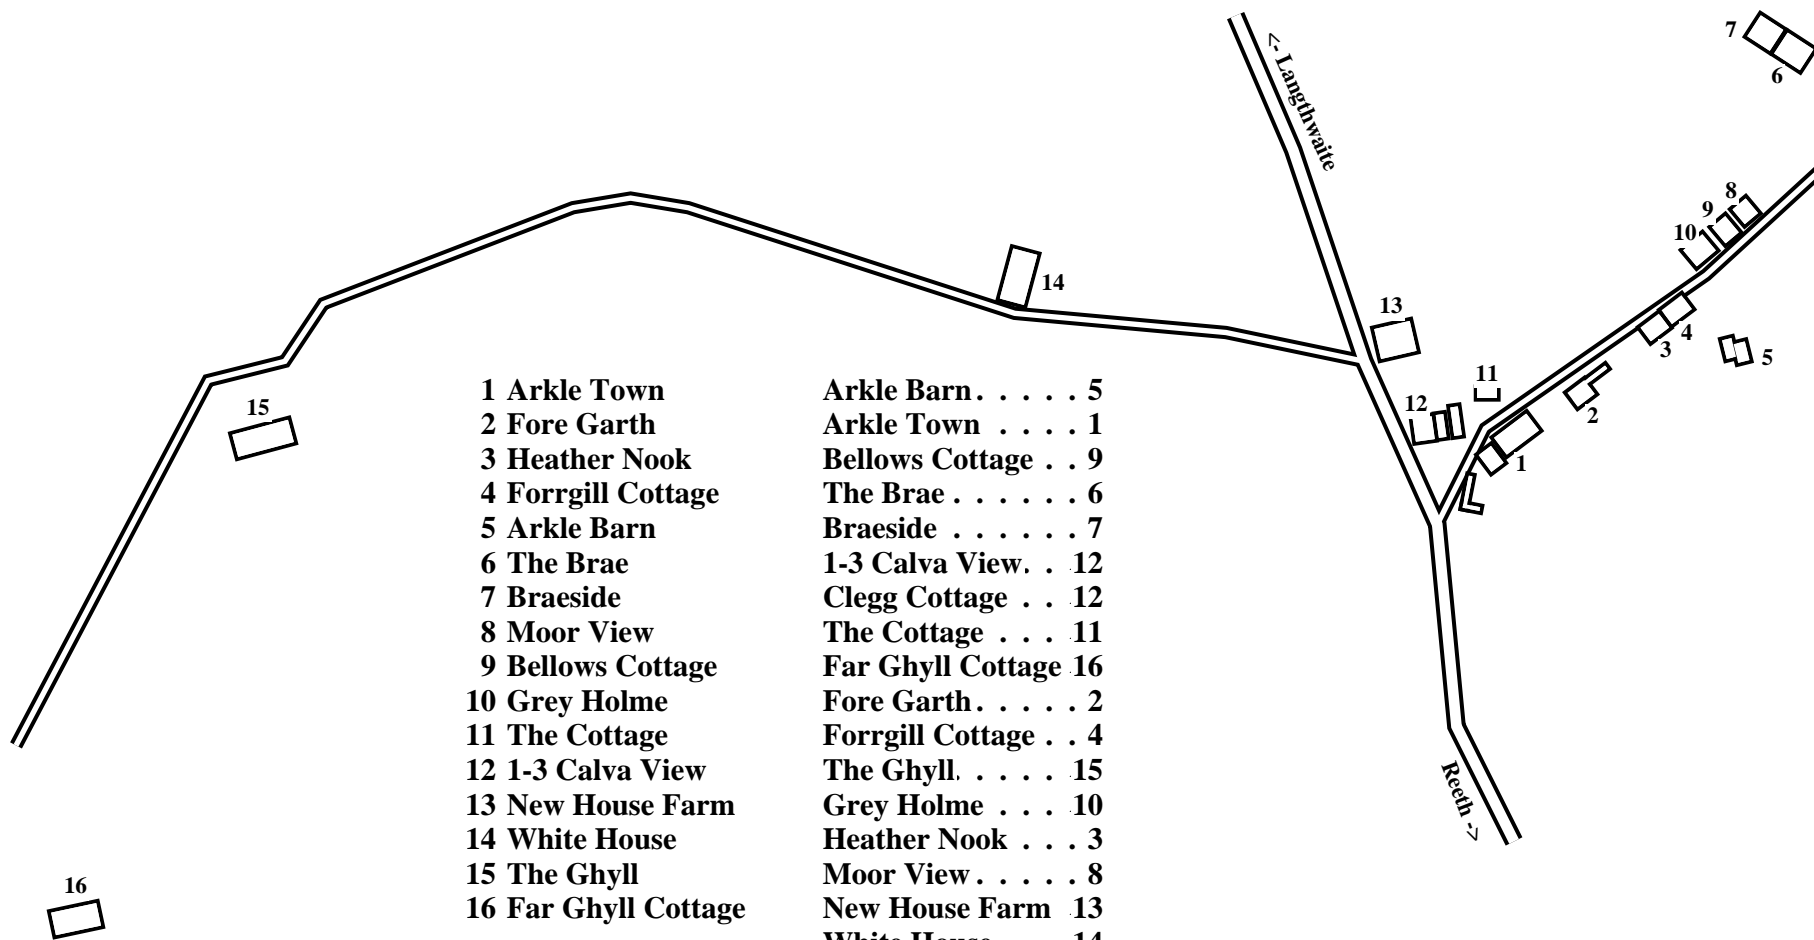 <- Langthwaite
7
6
8
9
10
14
13
4
3
5
11
12
2
1
15
16
Reeth ->
1 Arkle Town
2 Fore Garth
3 Heather Nook
4 Forrgill Cottage
5 Arkle Barn
6 The Brae
7 Braeside
8 Moor View
9 Bellows Cottage
10 Grey Holme
11 The Cottage
12 1-3 Calva View
13 New House Farm
14 White House
15 The Ghyll
16 Far Ghyll Cottage
Arkle Barn . . . . . 5
Arkle Town . . . . 1
Bellows Cottage . . 9
The Brae . . . . . . 6
Braeside . . . . . . 7
1-3 Calva View . . 12
Clegg Cottage . . 12
The Cottage . . . 11
Far Ghyll Cottage 16
Fore Garth . . . . . 2
Forrgill Cottage . . 4
The Ghyll . . . . . 15
Grey Holme . . . 10
Heather Nook . . . 3
Moor View . . . . . 8
New House Farm 13
White House . . . 14